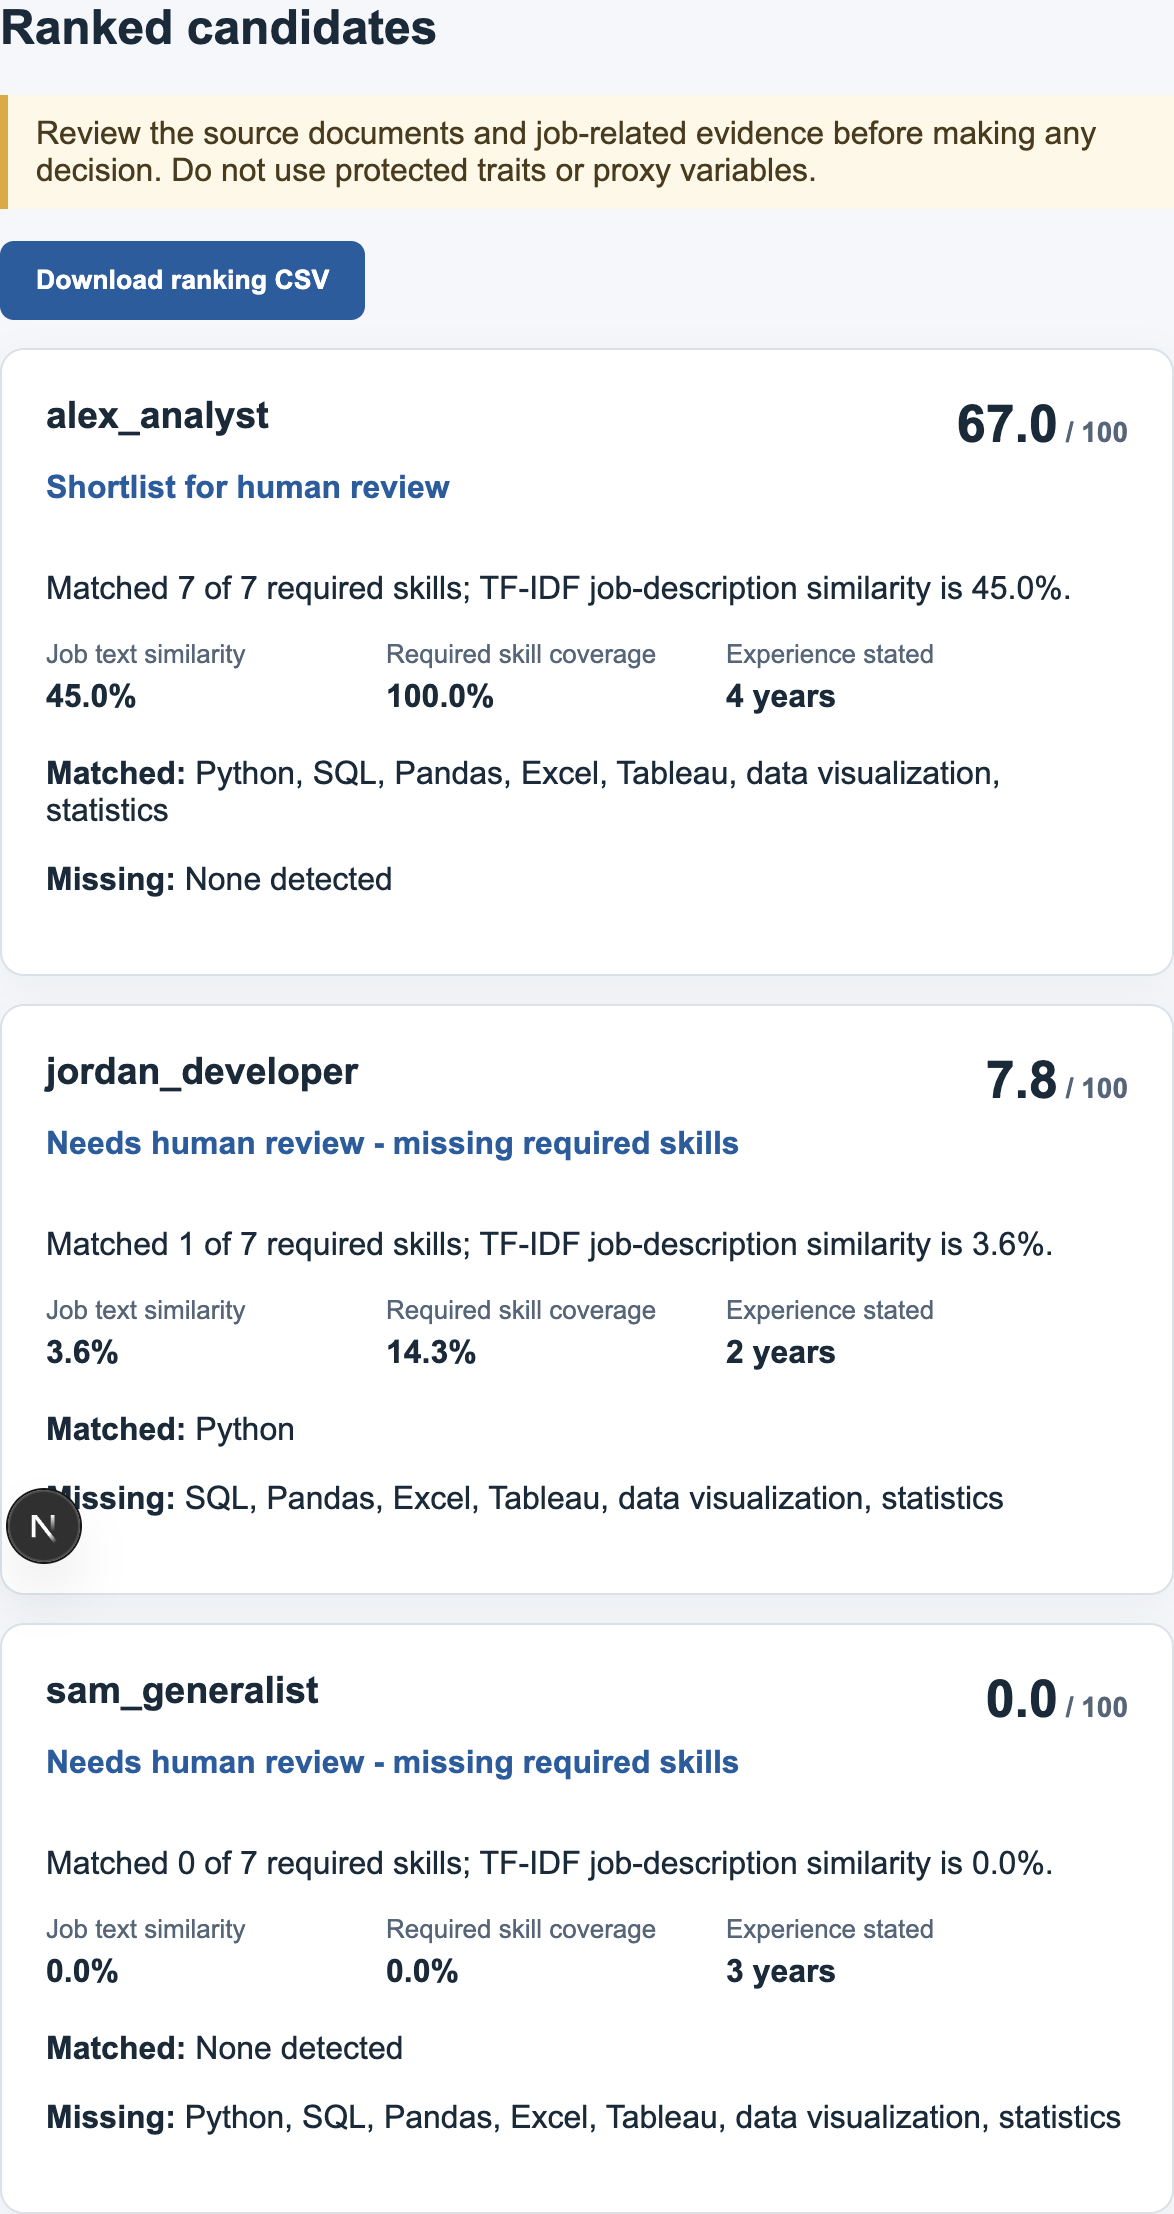 Ranked candidates
Review the source documents and job-related evidence before making any
decision. Do not use protected traits or proxy variables.
Download ranking CSV
alex_analyst
67.0 / 100
Shortlist for human review
Matched 7 of 7 required skills; TF-IDF job-description similarity is 45.0%.
Job text similarity Required skill coverage Experience stated
45.0% 100.0% 4 years
Matched: Python, SQL, Pandas, Excel, Tableau, data visualization,
statistics
Missing: None detected
jordan_developer
7.8 / 100
Needs human review - missing required skills
Matched 1 of 7 required skills; TF-IDF job-description similarity is 3.6%.
Job text similarity Required skill coverage Experience stated
3.6% 14.3% 2 years
Matched: Python
Missing: SQL, Pandas, Excel, Tableau, data visualization, statistics
N
sam_generalist
0.0 / 100
Needs human review - missing required skills
Matched 0 of 7 required skills; TF-IDF job-description similarity is 0.0%.
Job text similarity Required skill coverage Experience stated
0.0% 0.0% 3 years
Matched: None detected
Missing: Python, SQL, Pandas, Excel, Tableau, data visualization, statistics